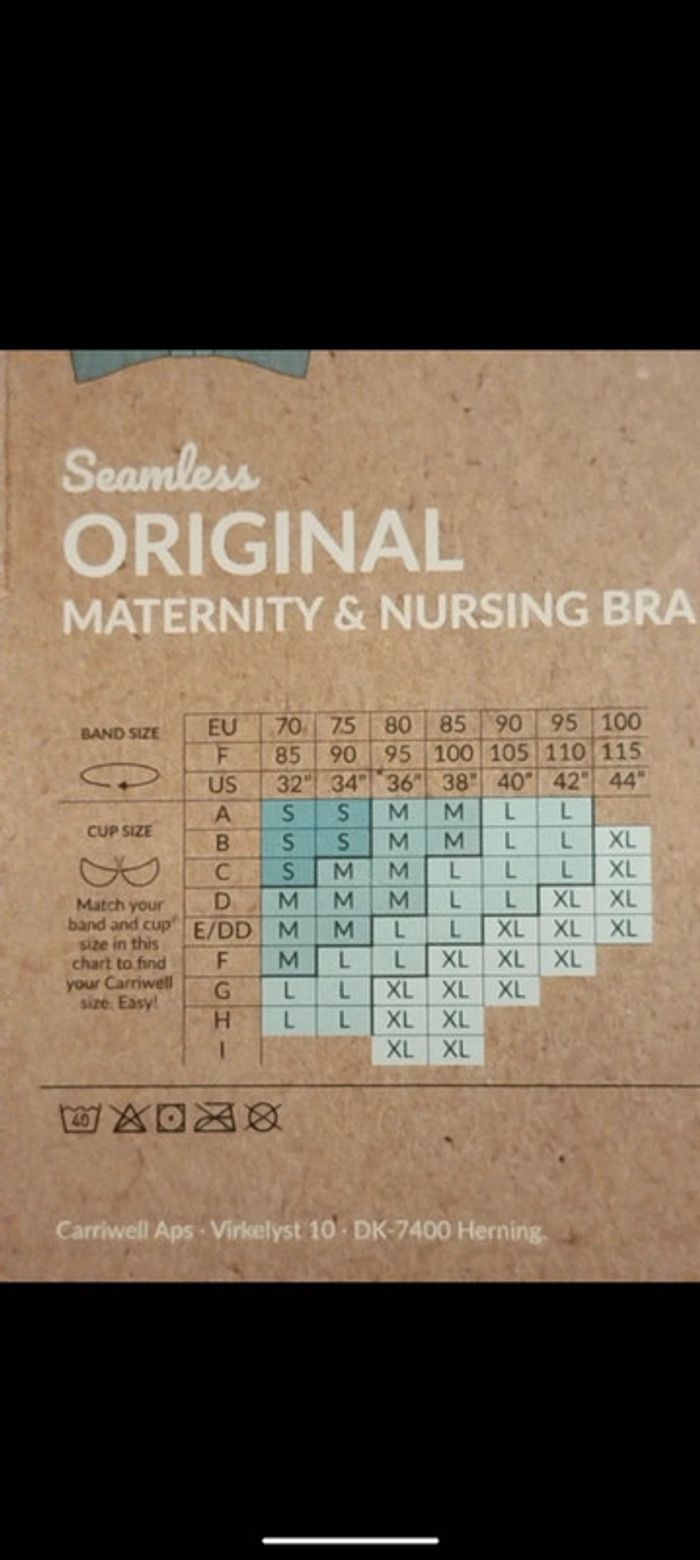 Seamless
ORIGINAL
MATERNITY & NURSING BRA
BAND SIZE
EU 70 75 80 85 90 95 100
F 85 90 95 100 105 110 115
US 32" 34" 36" 38" 40" 42" 44"
CUP SIZE
Match your
band and cup
size in this
chart to find
your Carriwell
size. Easy!
A S S M M L L
B S S M M L L XL
C S M M L L L XL
D M M M L L XL XL
E/DD M M L L XL XL XL
F M L L XL XL XL
G L L XL XL XL
H L L XL XL
I XL XL
40
Carriwell Aps · Virkelyst 10 · DK-7400 Herning.